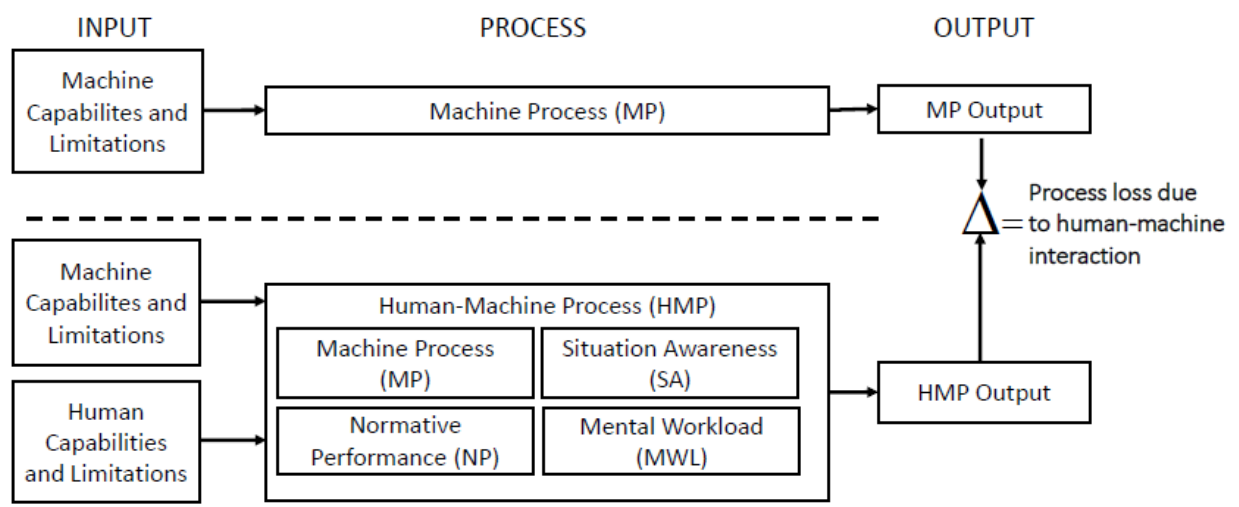 INPUT
PROCESS
OUTPUT
Machine
Capabilites and
Limitations
Machine Process (MP)
MP Output
Δ=
Process loss due
to human-machine
interaction
Machine
Capabilites and
Limitations
Human
Capabilities
and Limitations
Human-Machine Process (HMP)
Machine Process
(MP)
Situation Awareness
(SA)
Normative
Performance (NP)
Mental Workload
(MWL)
HMP Output